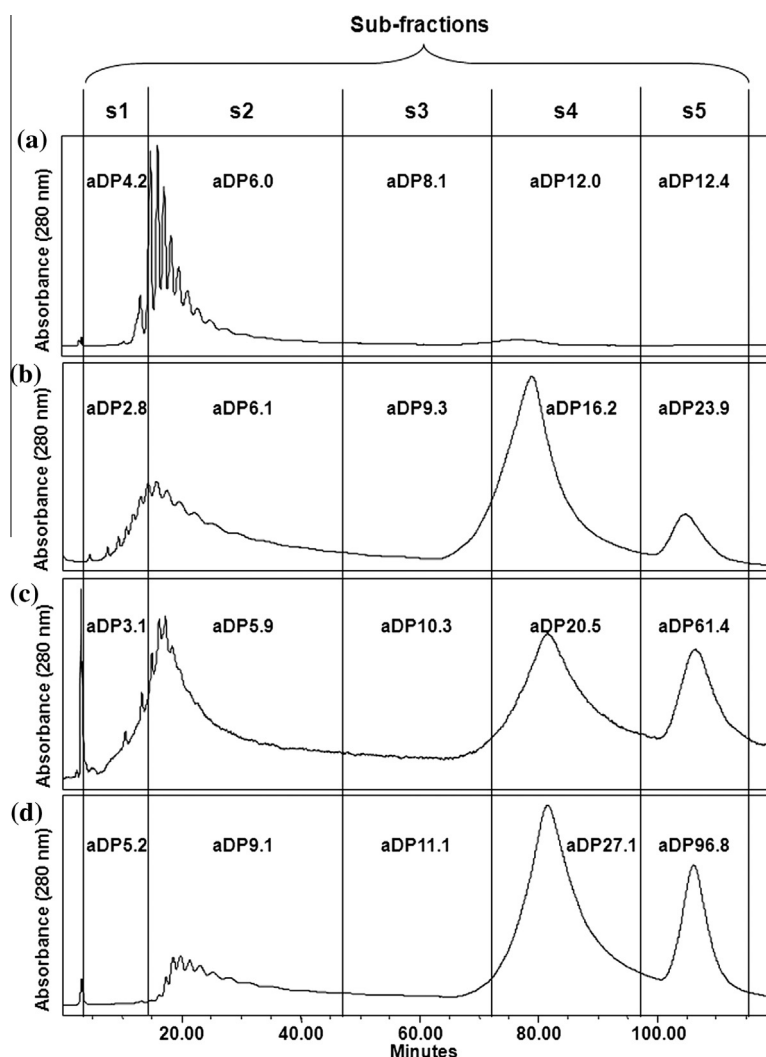 Sub-fractions
s1 s2 s3 s4 s5
(a)
aDP4.2 aDP6.0 aDP8.1 aDP12.0 aDP12.4
Absorbance (280 nm)
(b)
aDP2.8 aDP6.1 aDP9.3 aDP16.2 aDP23.9
Absorbance (280 nm)
(c)
aDP3.1 aDP5.9 aDP10.3 aDP20.5 aDP61.4
Absorbance (280 nm)
(d)
aDP5.2 aDP9.1 aDP11.1 aDP27.1 aDP96.8
Absorbance (280 nm)
20.00 40.00 60.00 80.00 100.00
Minutes